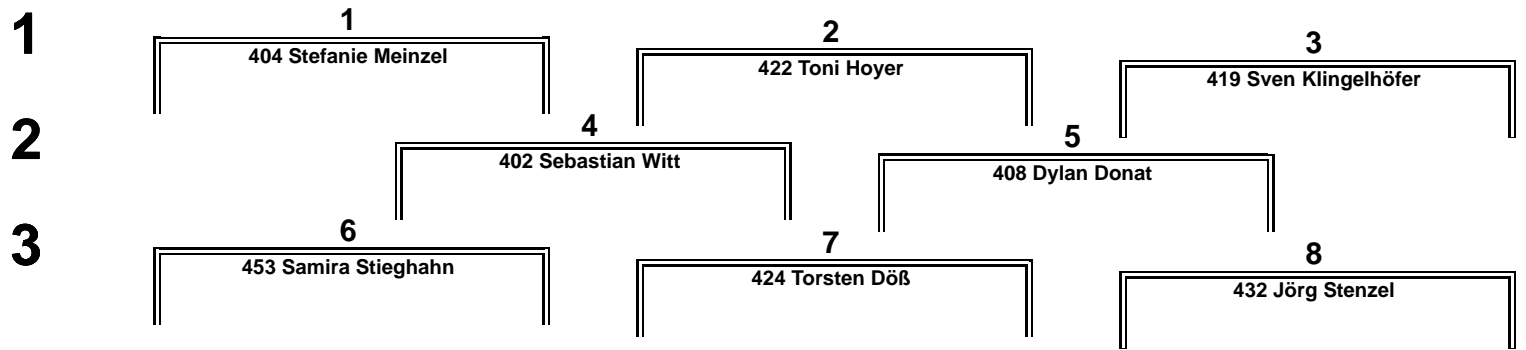 1
1
404 Stefanie Meinzel
2
422 Toni Hoyer
3
419 Sven Klingelhöfer
2
4
402 Sebastian Witt
5
408 Dylan Donat
3
6
453 Samira Stieghahn
7
424 Torsten Döß
8
432 Jörg Stenzel